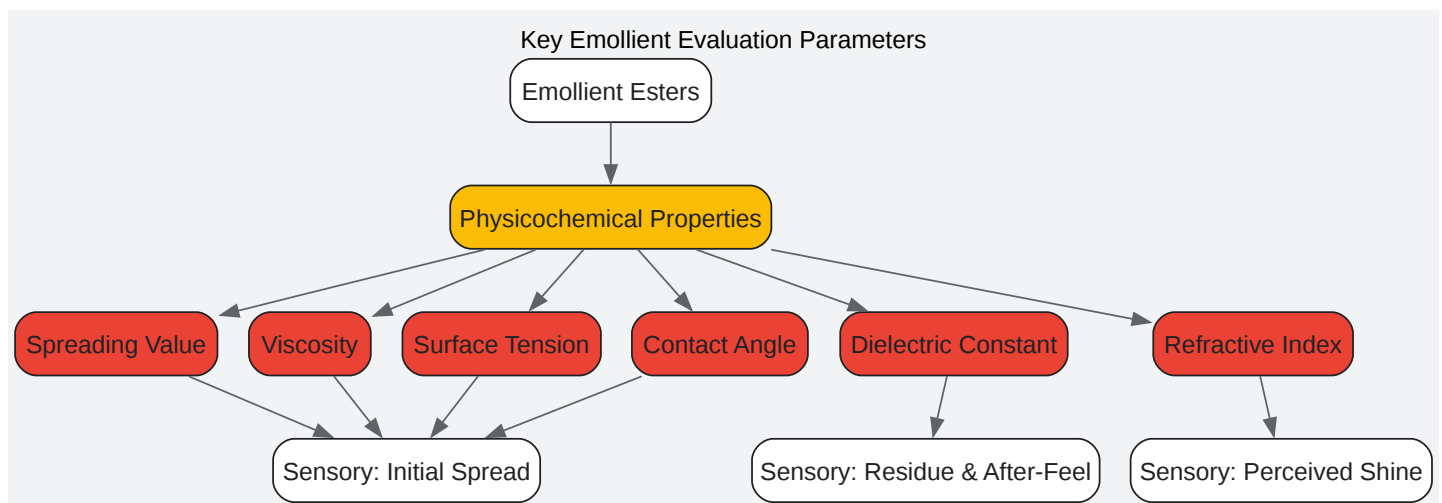 Key Emollient Evaluation Parameters
Emollient Esters
Physicochemical Properties
Spreading Value
Viscosity
Surface Tension
Contact Angle
Dielectric Constant
Refractive Index
Sensory: Initial Spread
Sensory: Residue & After-Feel
Sensory: Perceived Shine